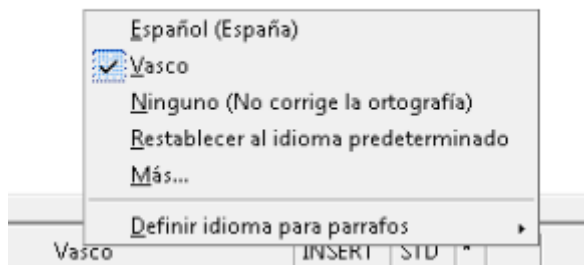 Español (España)
Vasco
Ninguno (No corrige la ortografía)
Restablecer al idioma predeterminado
Más...
Definir idioma para parrafos
Vasco INSERT STD *